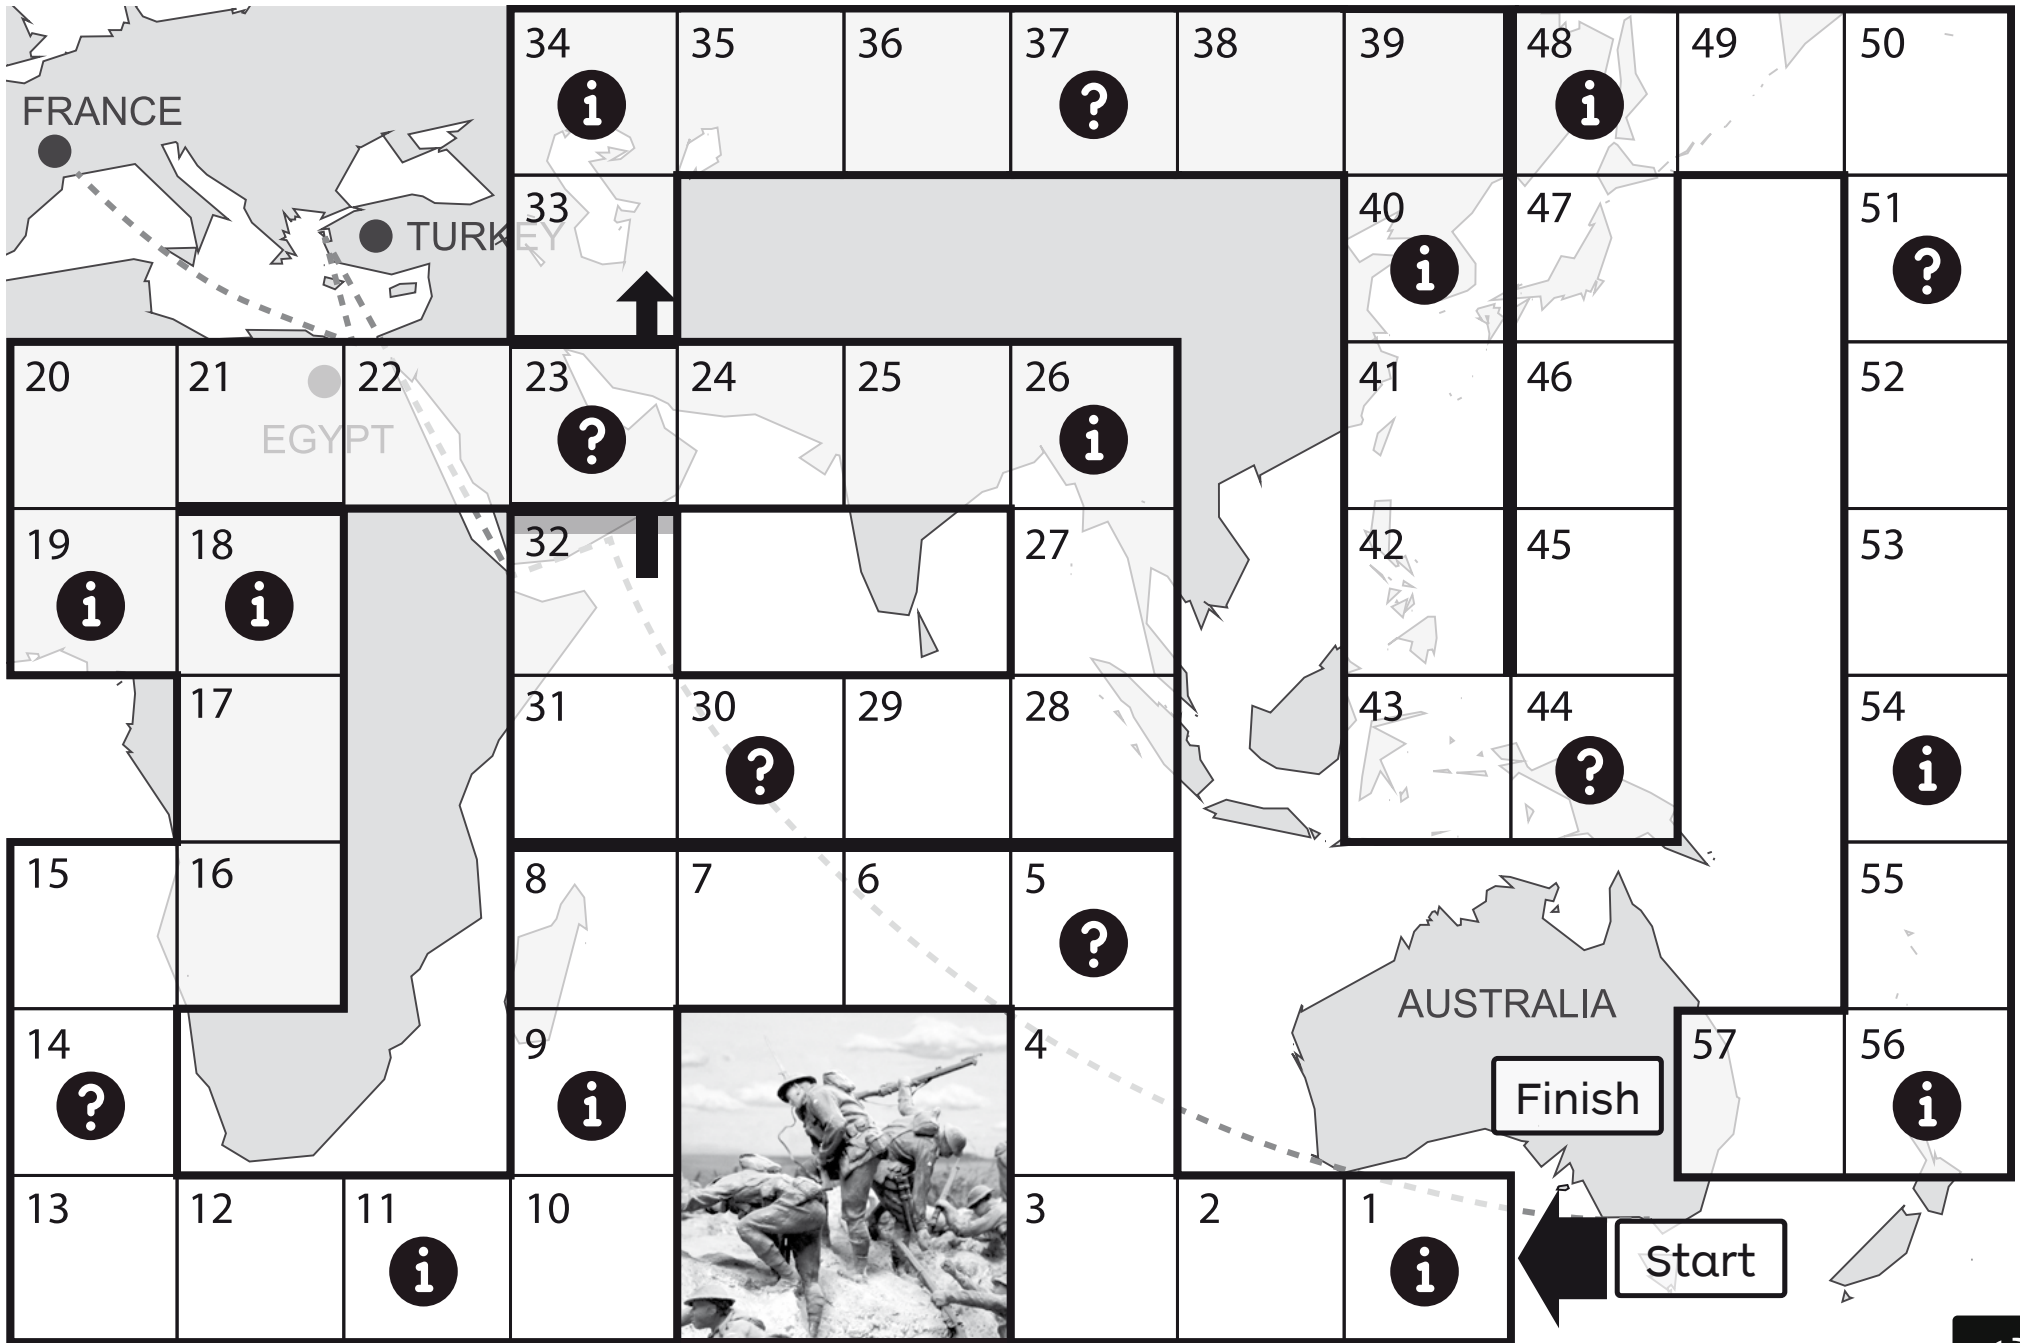 34 35 36 37 38 39 48 49 50
i ? i
FRANCE
33 40 47 51
i ?
TURKEY
20 21 22 23 24 25 26 41 46 52
? i
EGYPT
19 18 32 27 42 45 53
i i
17 31 30 29 28 43 44 54
? ? i
15 16 8 7 6 5 55
?
AUSTRALIA
14 9 4 57 56
? i Finish i
13 12 11 10 3 2 1
i i Start